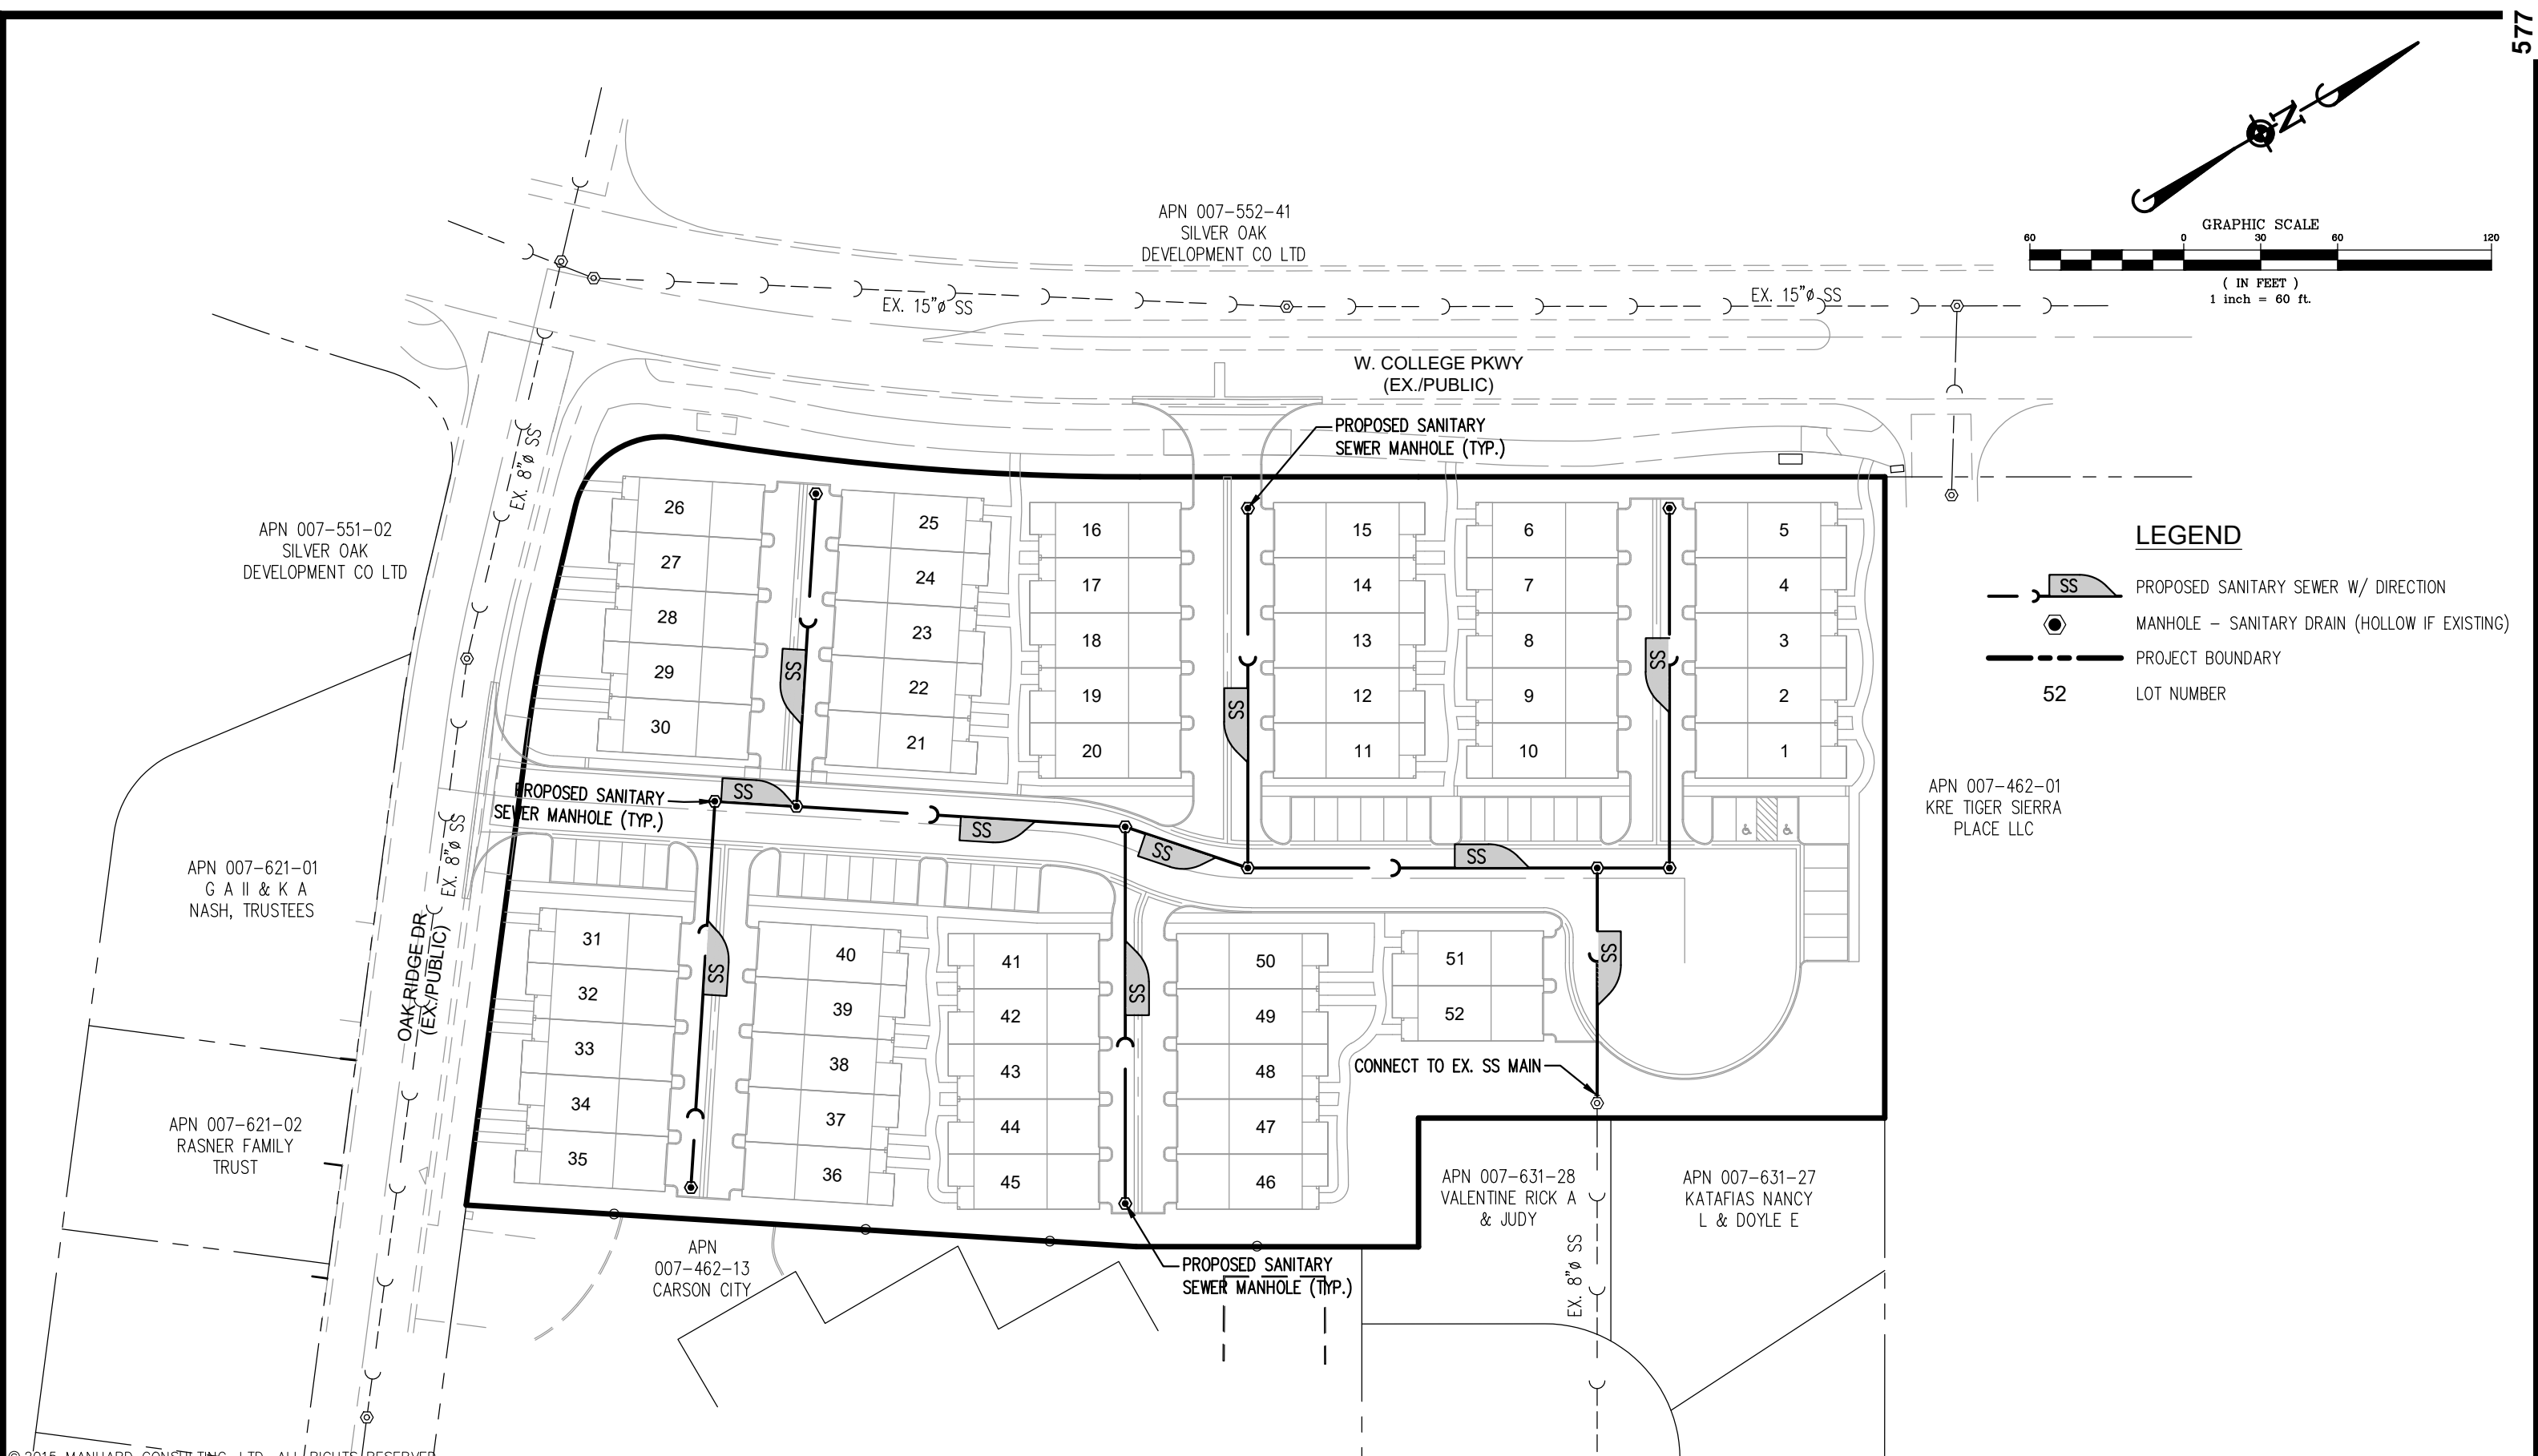 577
GRAPHIC SCALE
60 0 30 60 120
( IN FEET )
1 inch = 60 ft.
N
APN 007-552-41
SILVER OAK
DEVELOPMENT CO LTD
EX. 15"ø SS
EX. 15"ø SS
W. COLLEGE PKWY
(EX./PUBLIC)
PROPOSED SANITARY
SEWER MANHOLE (TYP.)
EX. 8"ø SS
APN 007-551-02
SILVER OAK
DEVELOPMENT CO LTD
LEGEND
SS
PROPOSED SANITARY SEWER W/ DIRECTION
MANHOLE - SANITARY DRAIN (HOLLOW IF EXISTING)
PROJECT BOUNDARY
52
LOT NUMBER
26
27
28
29
30
SS
25
24
23
22
21
16
17
18
19
20
SS
15
14
13
12
11
6
7
8
9
10
SS
5
4
3
2
1
PROPOSED SANITARY
SEWER MANHOLE (TYP.)
SS
SS
SS
SS
APN 007-462-01
KRE TIGER SIERRA
PLACE LLC
APN 007-621-01
G A II & K A
NASH, TRUSTEES
EX. 8"ø SS
OAK RIDGE DR
(EX./PUBLIC)
31
32
33
34
35
SS
40
39
38
37
36
41
42
43
44
45
SS
50
49
48
47
46
51
52
SS
CONNECT TO EX. SS MAIN
APN 007-621-02
RASNER FAMILY
TRUST
APN
007-462-13
CARSON CITY
PROPOSED SANITARY
SEWER MANHOLE (TYP.)
APN 007-631-28
VALENTINE RICK A
& JUDY
APN 007-631-27
KATAFIAS NANCY
L & DOYLE E
EX. 8"ø SS
© 2015 MANHARD CONSULTING, LTD. ALL RIGHTS RESERVED